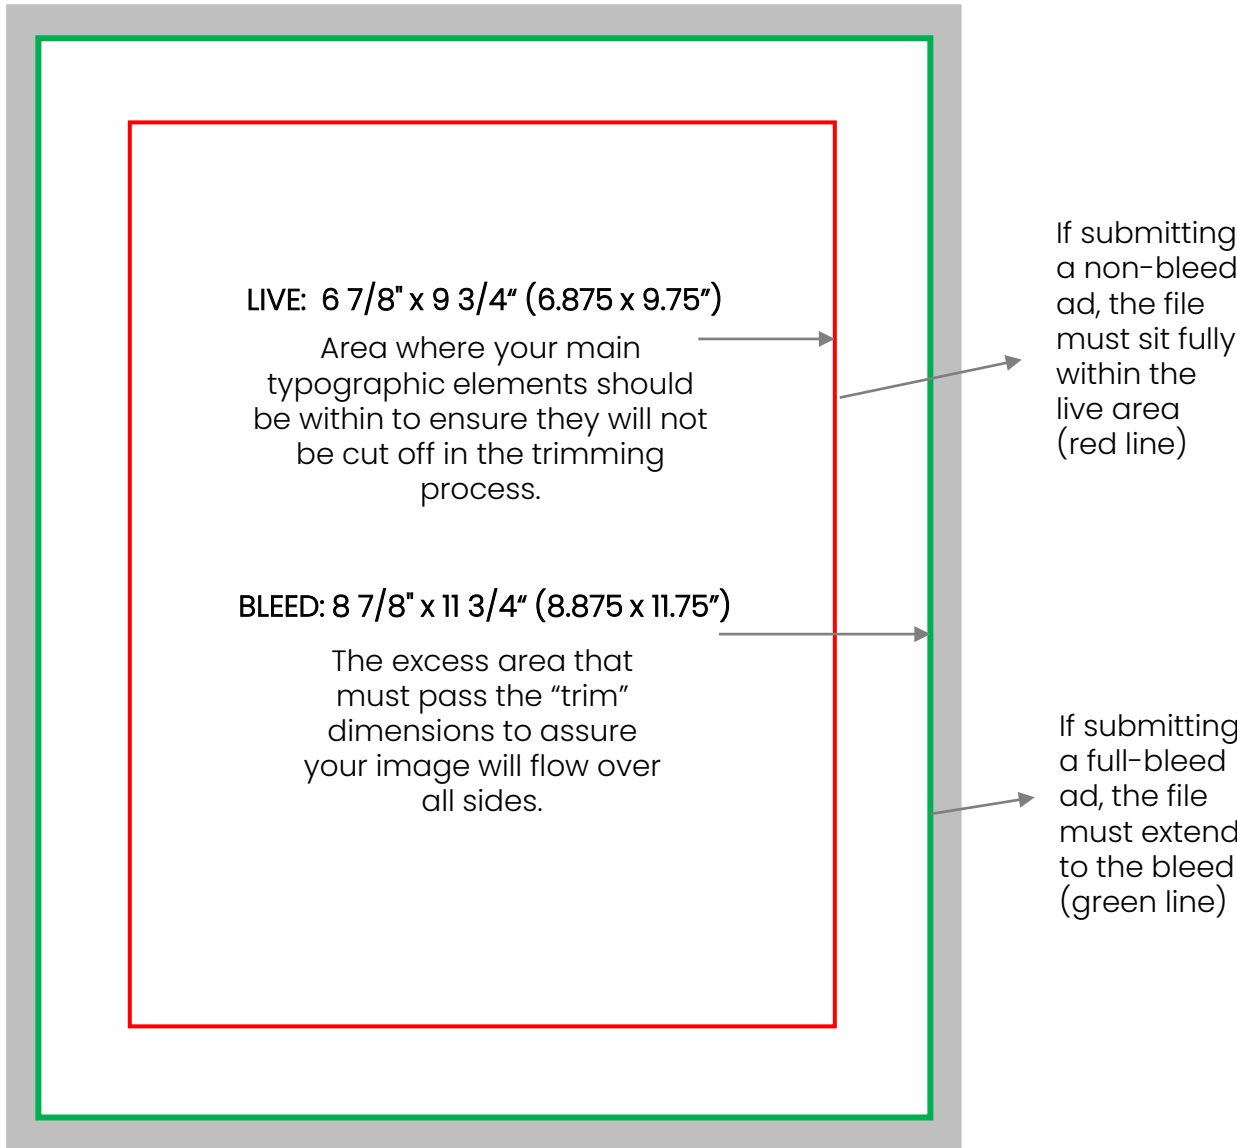 LIVE:  6 7/8" x 9 3/4“ (6.875 x 9.75”)
Area where your main
typographic elements should
be within to ensure they will not
be cut off in the trimming
process.
BLEED: 8 7/8" x 11 3/4“ (8.875 x 11.75”)
The excess area that
must pass the “trim”
dimensions to assure
your image will flow over
all sides.
If submitting
a non-bleed
ad, the file
must sit fully
within the
live area
(red line)
If submitting
a full-bleed
ad, the file
must extend
to the bleed
(green line)